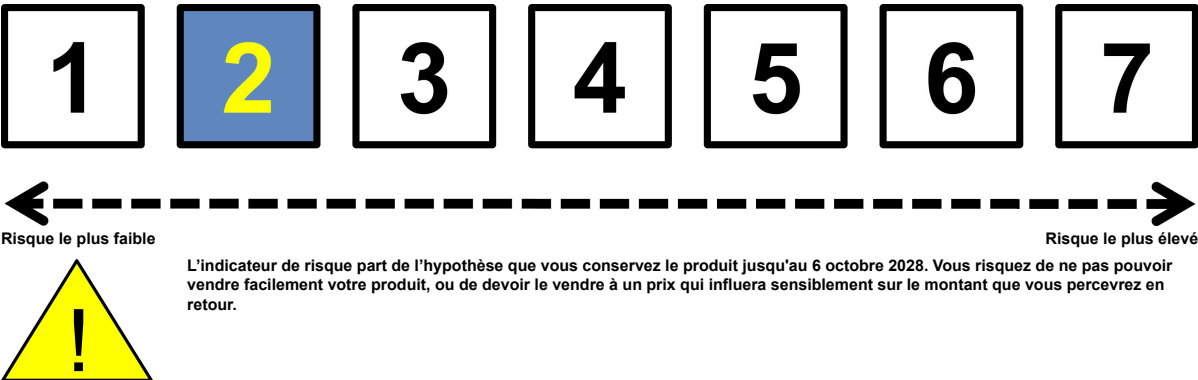 1 2 3 4 5 6 7
Risque le plus faible Risque le plus élevé
L’indicateur de risque part de l’hypothèse que vous conservez le produit jusqu'au 6 octobre 2028. Vous risquez de ne pas pouvoir
vendre facilement votre produit, ou de devoir le vendre à un prix qui influera sensiblement sur le montant que vous percevrez en
retour.
!